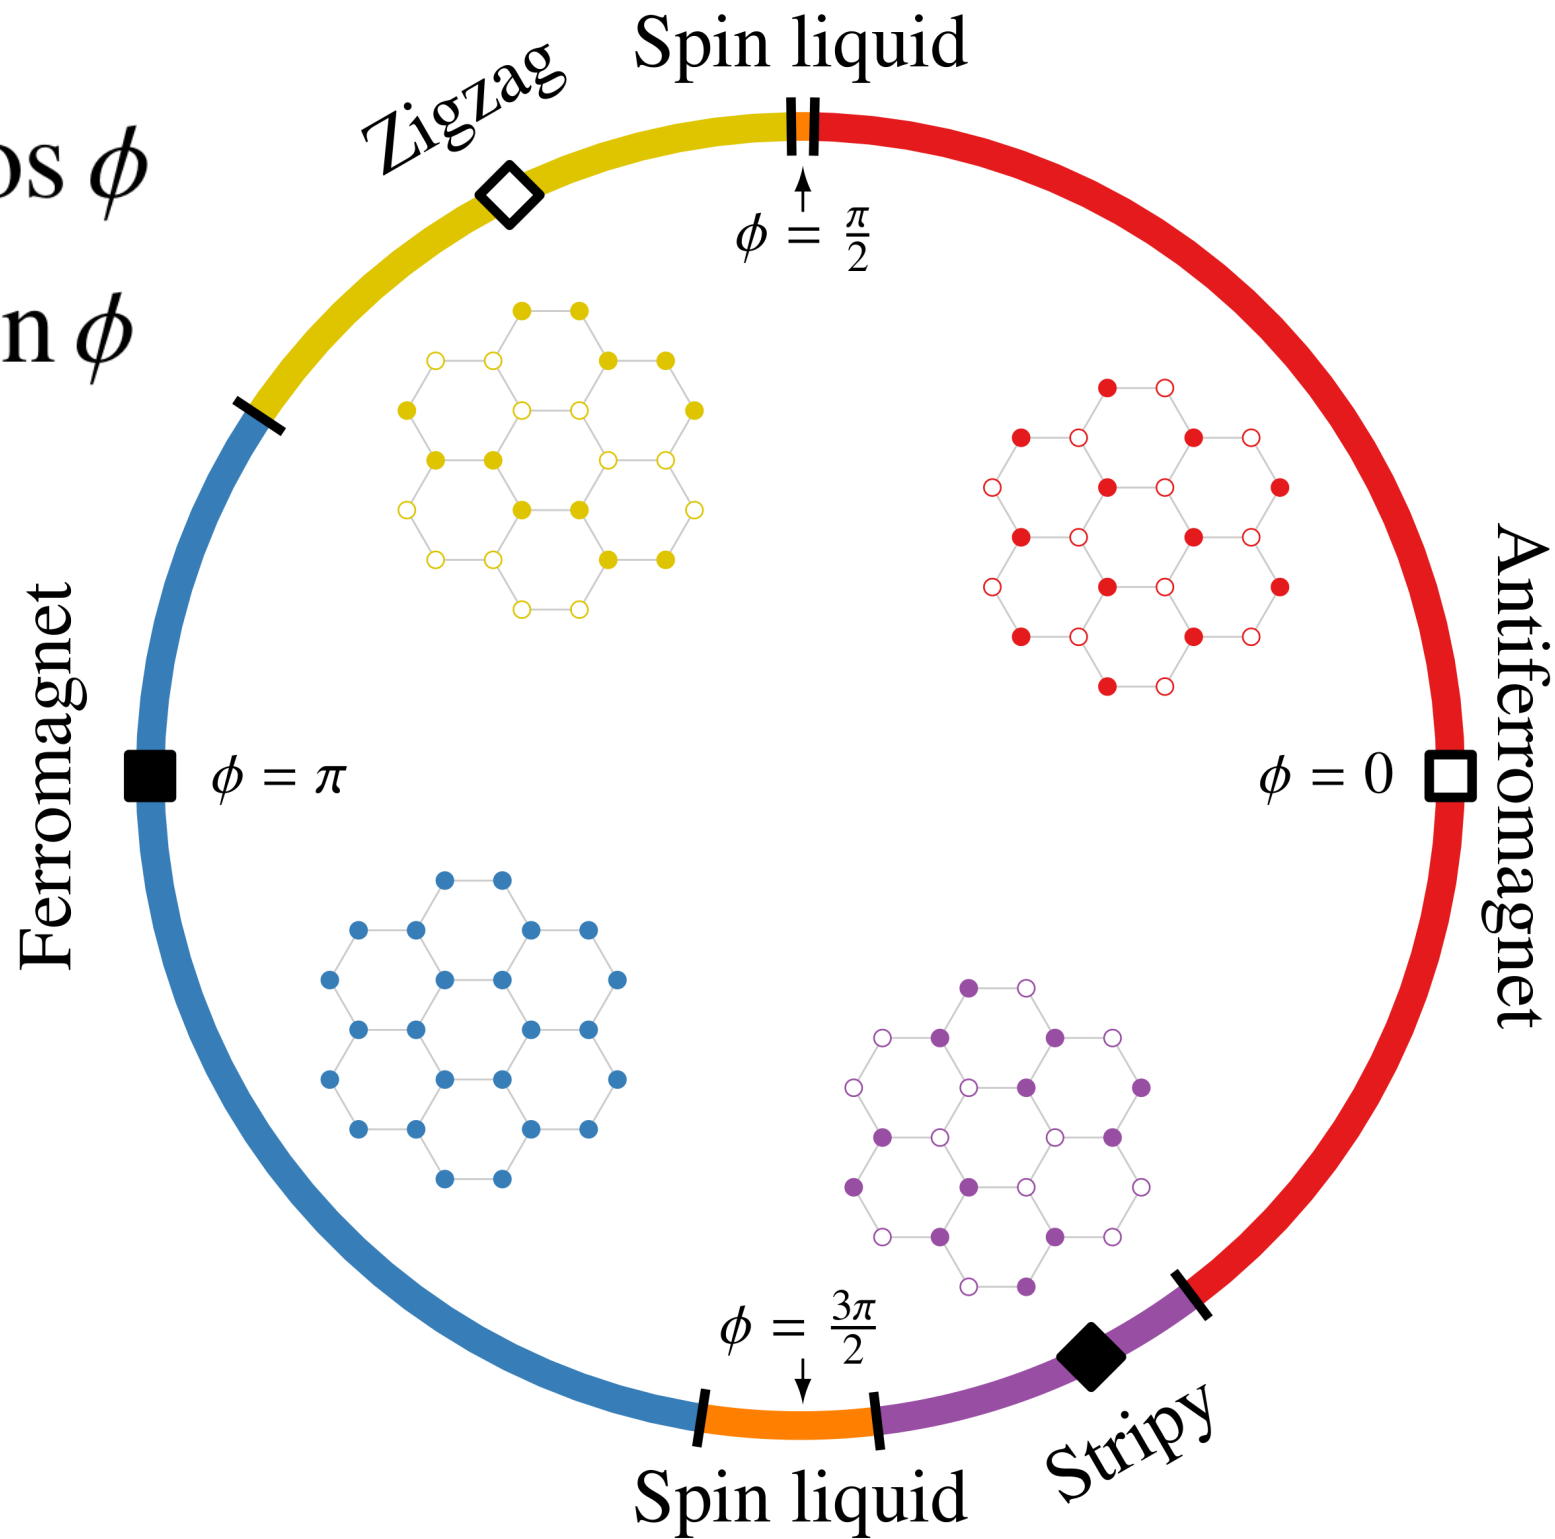 Spin liquid
Zigzag
os ϕ
ϕ = π/2
n ϕ
Antiferromagnet
Ferromagnet
ϕ = π
ϕ = 0
ϕ = 3π/2
Stripy
Spin liquid